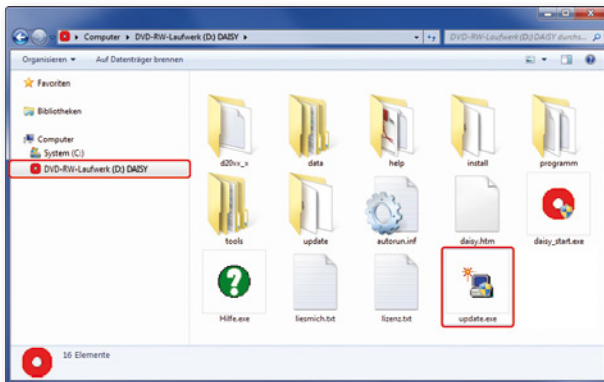 Computer ▸ DVD-RW-Laufwerk (D:) DAISY ▸
DVD-RW-Laufwerk (D:) DAISY durchs...
Organisieren ▾ Auf Datenträger brennen
Favoriten
Bibliotheken
Computer
System (C:)
DVD-RW-Laufwerk (D:) DAISY
d20xx_x data help install programm
tools update autorun.inf daisy.htm daisy_start.exe
Hilfe.exe liesmich.txt lizenz.txt update.exe
16 Elemente